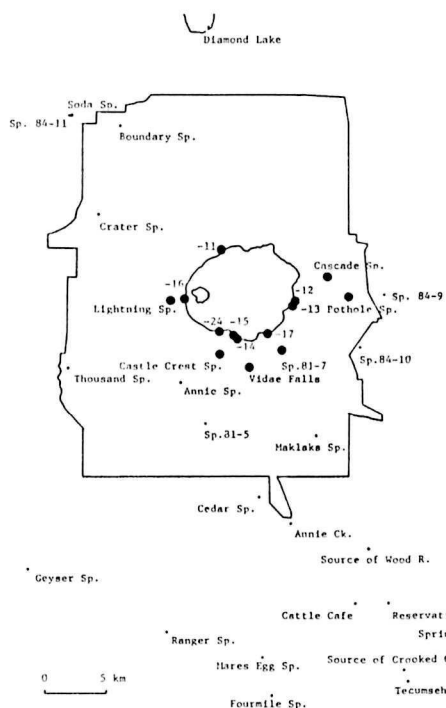 Diamond Lake
Soda Sp.
Sp. 84-11
Boundary Sp.
Crater Sp.
-11
Cascade Sp.
-16
-12
Sp. 84-9
Lightning Sp.
-13 Pothole Sp.
-24 -15
-17
-14
Sp.84-10
Castle Crest Sp.
Sp.81-7
Thousand Sp.
Vidae Falls
Annie Sp.
Sp.81-5
Maklaks Sp.
Cedar Sp.
Annie Ck.
Source of Wood R.
Geyser Sp.
Cattle Cafe
Reservat
Ranger Sp.
Sprin
Mares Egg Sp.
Source of Crooked
0 5 km
Tecumseh
Fourmile Sp.